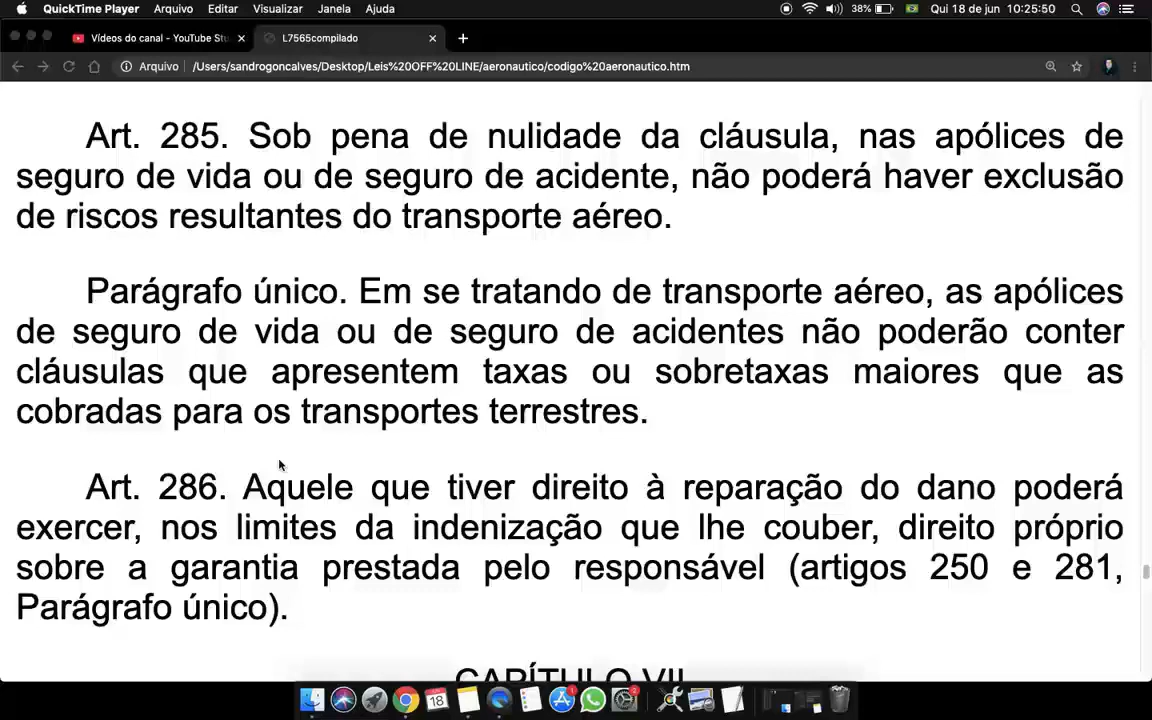 QuickTime Player Arquivo Editar Visualizar Janela Ajuda 38% Qui 18 de jun 10:25:50
Vídeos do canal - YouTube Stu L7565compilado
Arquivo /Users/sandrogoncalves/Desktop/Leis%20OFF%20LINE/aeronautico/codigo%20aeronautico.htm
Art. 285. Sob pena de nulidade da cláusula, nas apólices de
seguro de vida ou de seguro de acidente, não poderá haver exclusão
de riscos resultantes do transporte aéreo.
Parágrafo único. Em se tratando de transporte aéreo, as apólices
de seguro de vida ou de seguro de acidentes não poderão conter
cláusulas que apresentem taxas ou sobretaxas maiores que as
cobradas para os transportes terrestres.
Art. 286. Aquele que tiver direito à reparação do dano poderá
exercer, nos limites da indenização que lhe couber, direito próprio
sobre a garantia prestada pelo responsável (artigos 250 e 281,
Parágrafo único).
CAPÍTULO VII
18